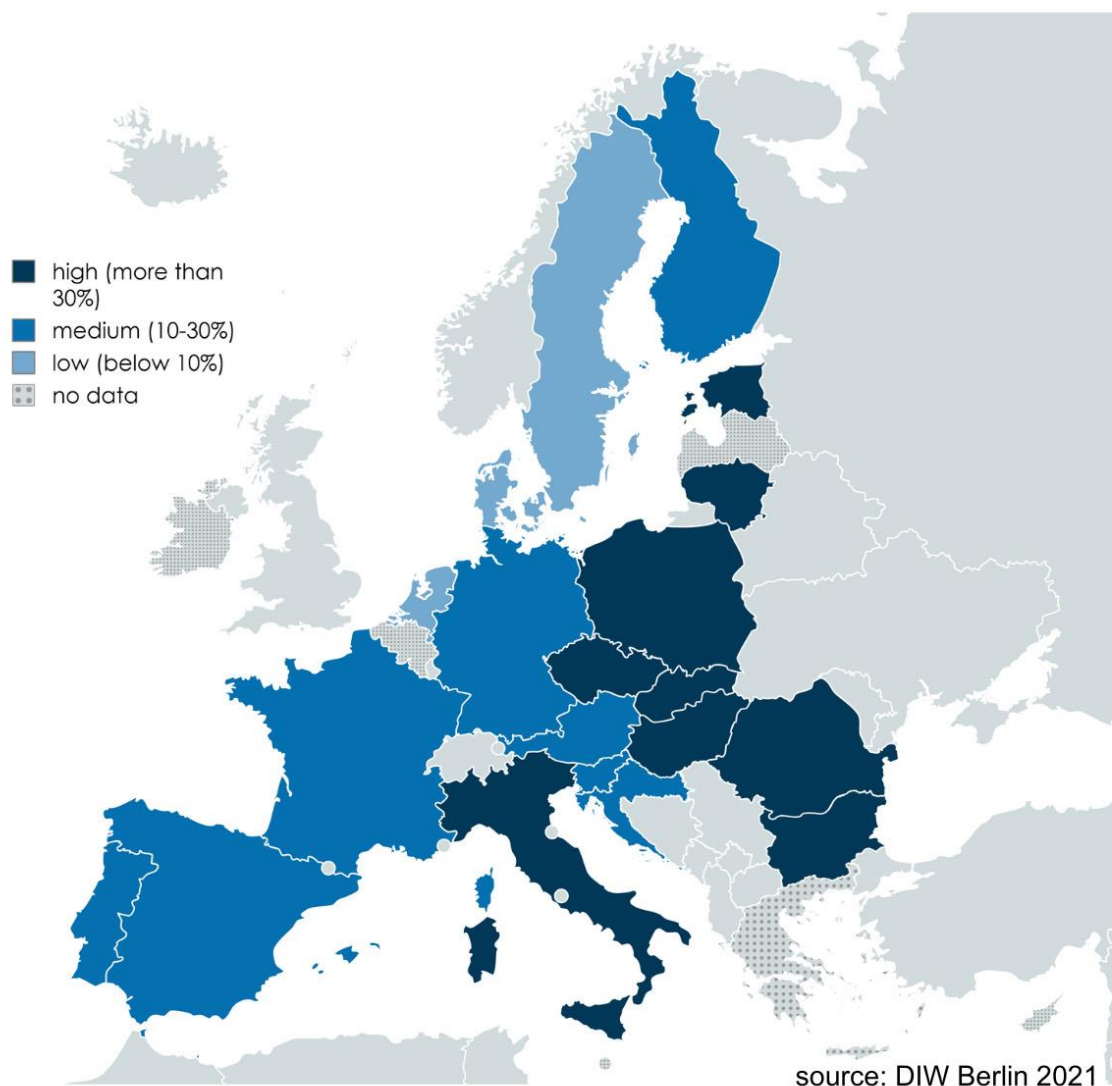 high (more than
30%)
medium (10-30%)
low (below 10%)
no data
source: DIW Berlin 2021